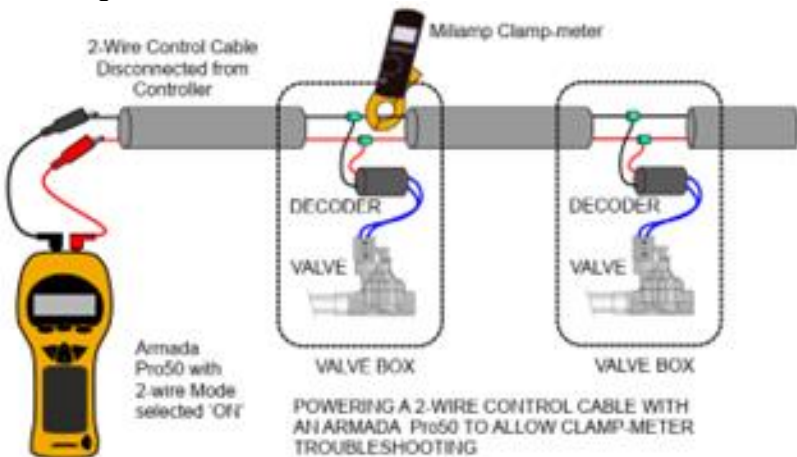 2-Wire Control Cable
Disconnected from
Controller
Miliamp Clamp-meter
DECODER
DECODER
VALVE
VALVE
VALVE BOX
VALVE BOX
Armada
Pro50 with
2-wire Mode
selected 'ON'
POWERING A 2-WIRE CONTROL CABLE WITH
AN ARMADA Pro50 TO ALLOW CLAMP-METER
TROUBLESHOOTING